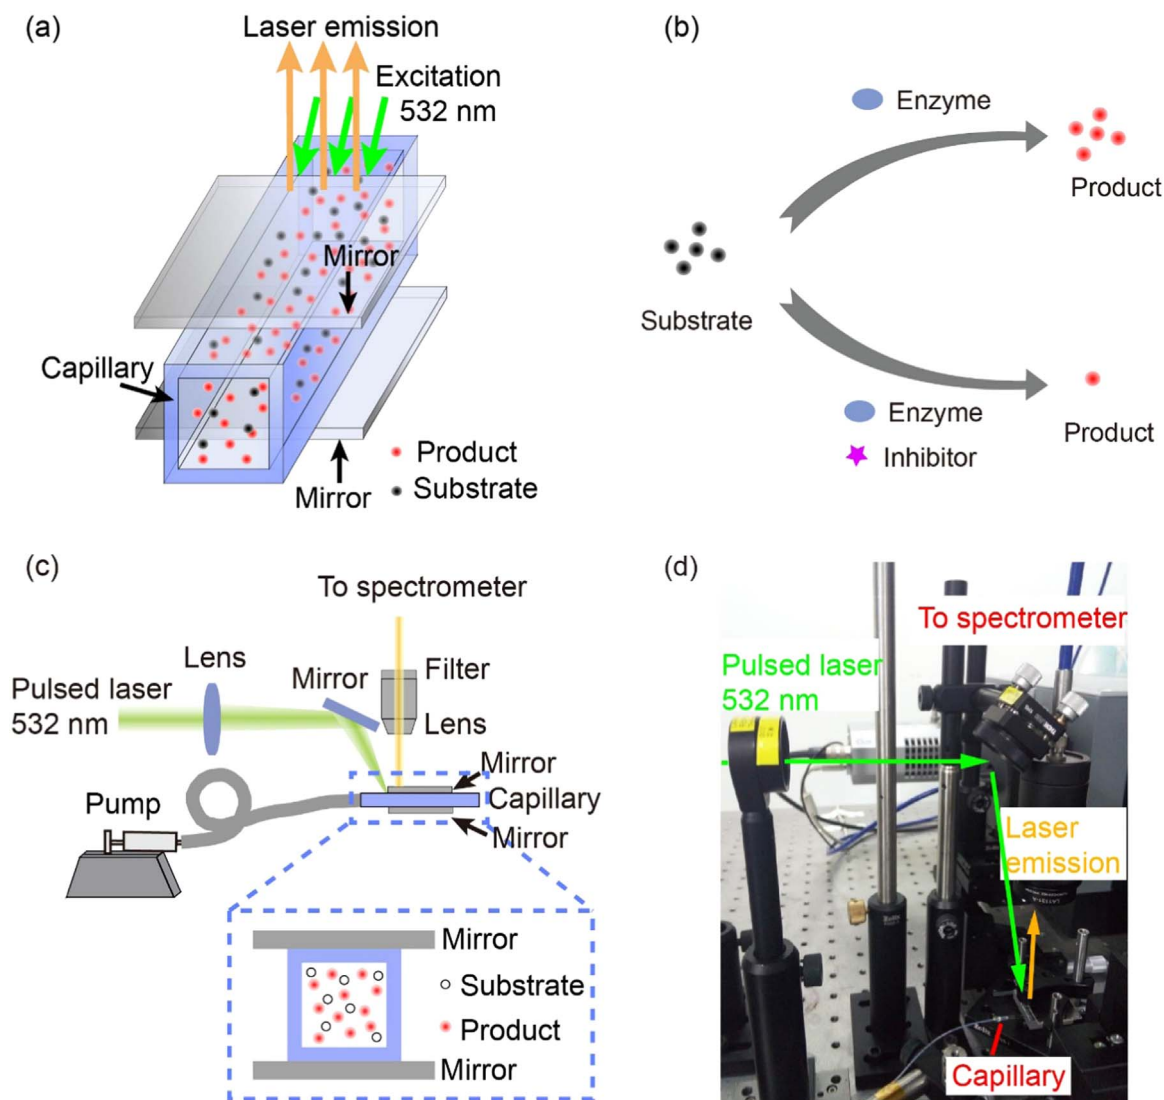 (a)
Laser emission
Excitation
532 nm
Mirror
Capillary
Product
Substrate
Mirror
(b)
Enzyme
Product
Substrate
Enzyme
Inhibitor
Product
(c)
To spectrometer
Lens
Mirror
Filter
Pulsed laser
532 nm
Lens
Mirror
Capillary
Pump
Mirror
Mirror
Substrate
Product
Mirror
(d)
To spectrometer
Pulsed laser
532 nm
Laser
emission
Capillary